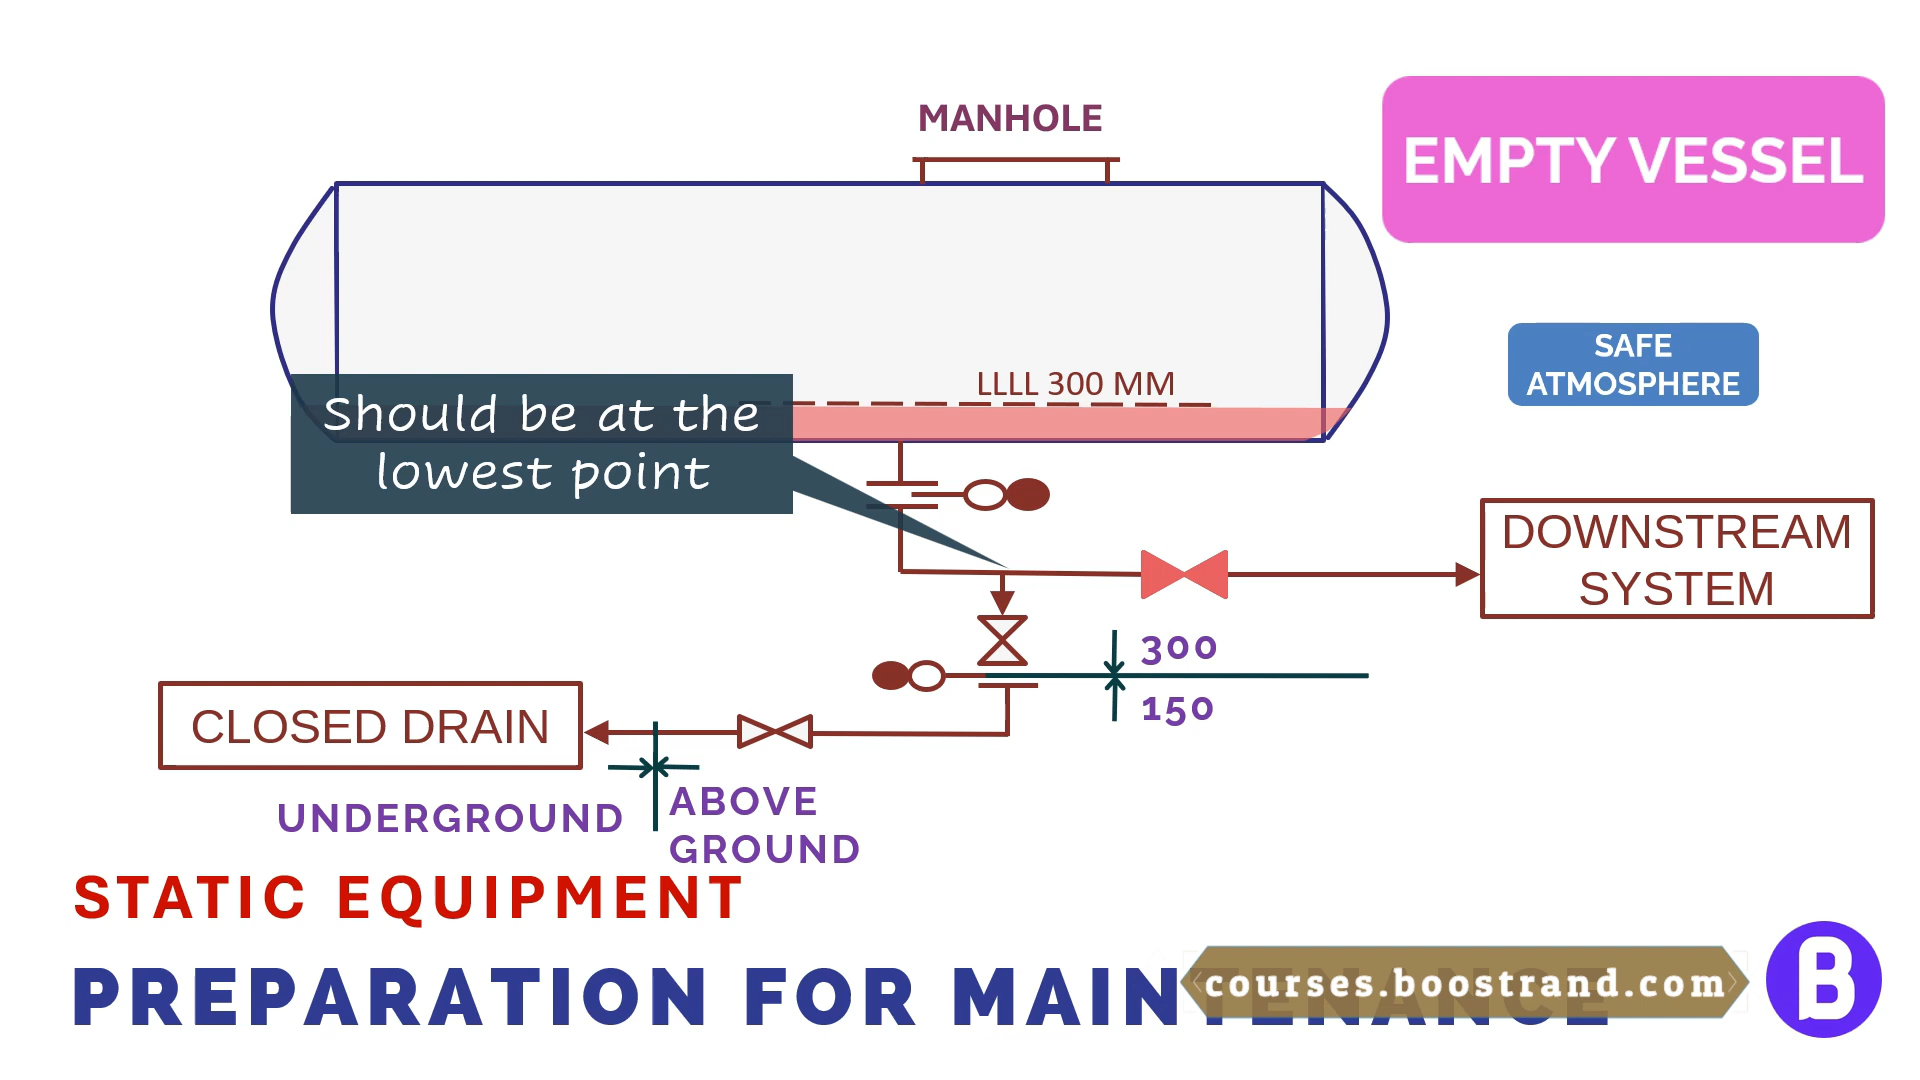 MANHOLE
EMPTY VESSEL
SAFE
ATMOSPHERE
LLLL 300 MM
Should be at the
lowest point
DOWNSTREAM
SYSTEM
300
150
CLOSED DRAIN
UNDERGROUND
ABOVE
GROUND
STATIC EQUIPMENT
PREPARATION FOR MAINTENANCE
courses.boostrand.com
B